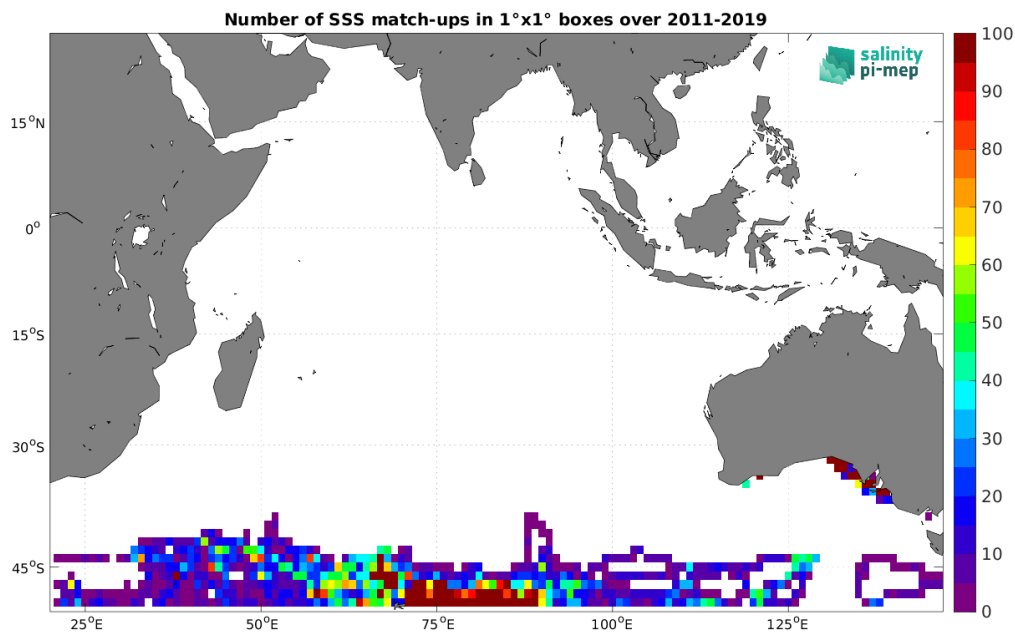 Number of SSS match-ups in 1°x1° boxes over 2011-2019
salinity
pi-mep
15°N
0°
15°S
30°S
45°S
25°E
50°E
75°E
100°E
125°E
100
90
80
70
60
50
40
30
20
10
0